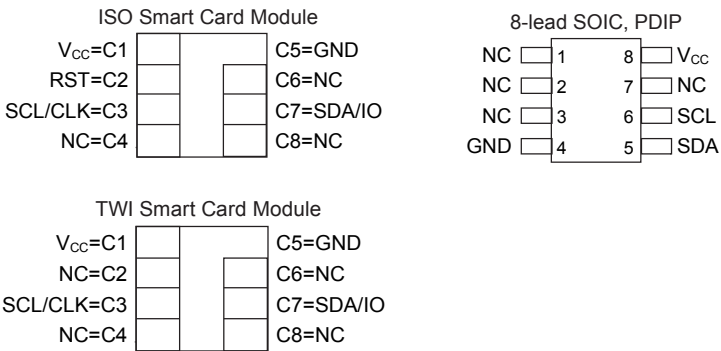 ISO Smart Card Module
VCC=C1
C5=GND
RST=C2
C6=NC
SCL/CLK=C3
C7=SDA/IO
NC=C4
C8=NC
8-lead SOIC, PDIP
NC 1 8 VCC
NC 2 7 NC
NC 3 6 SCL
GND 4 5 SDA
TWI Smart Card Module
VCC=C1
C5=GND
NC=C2
C6=NC
SCL/CLK=C3
C7=SDA/IO
NC=C4
C8=NC